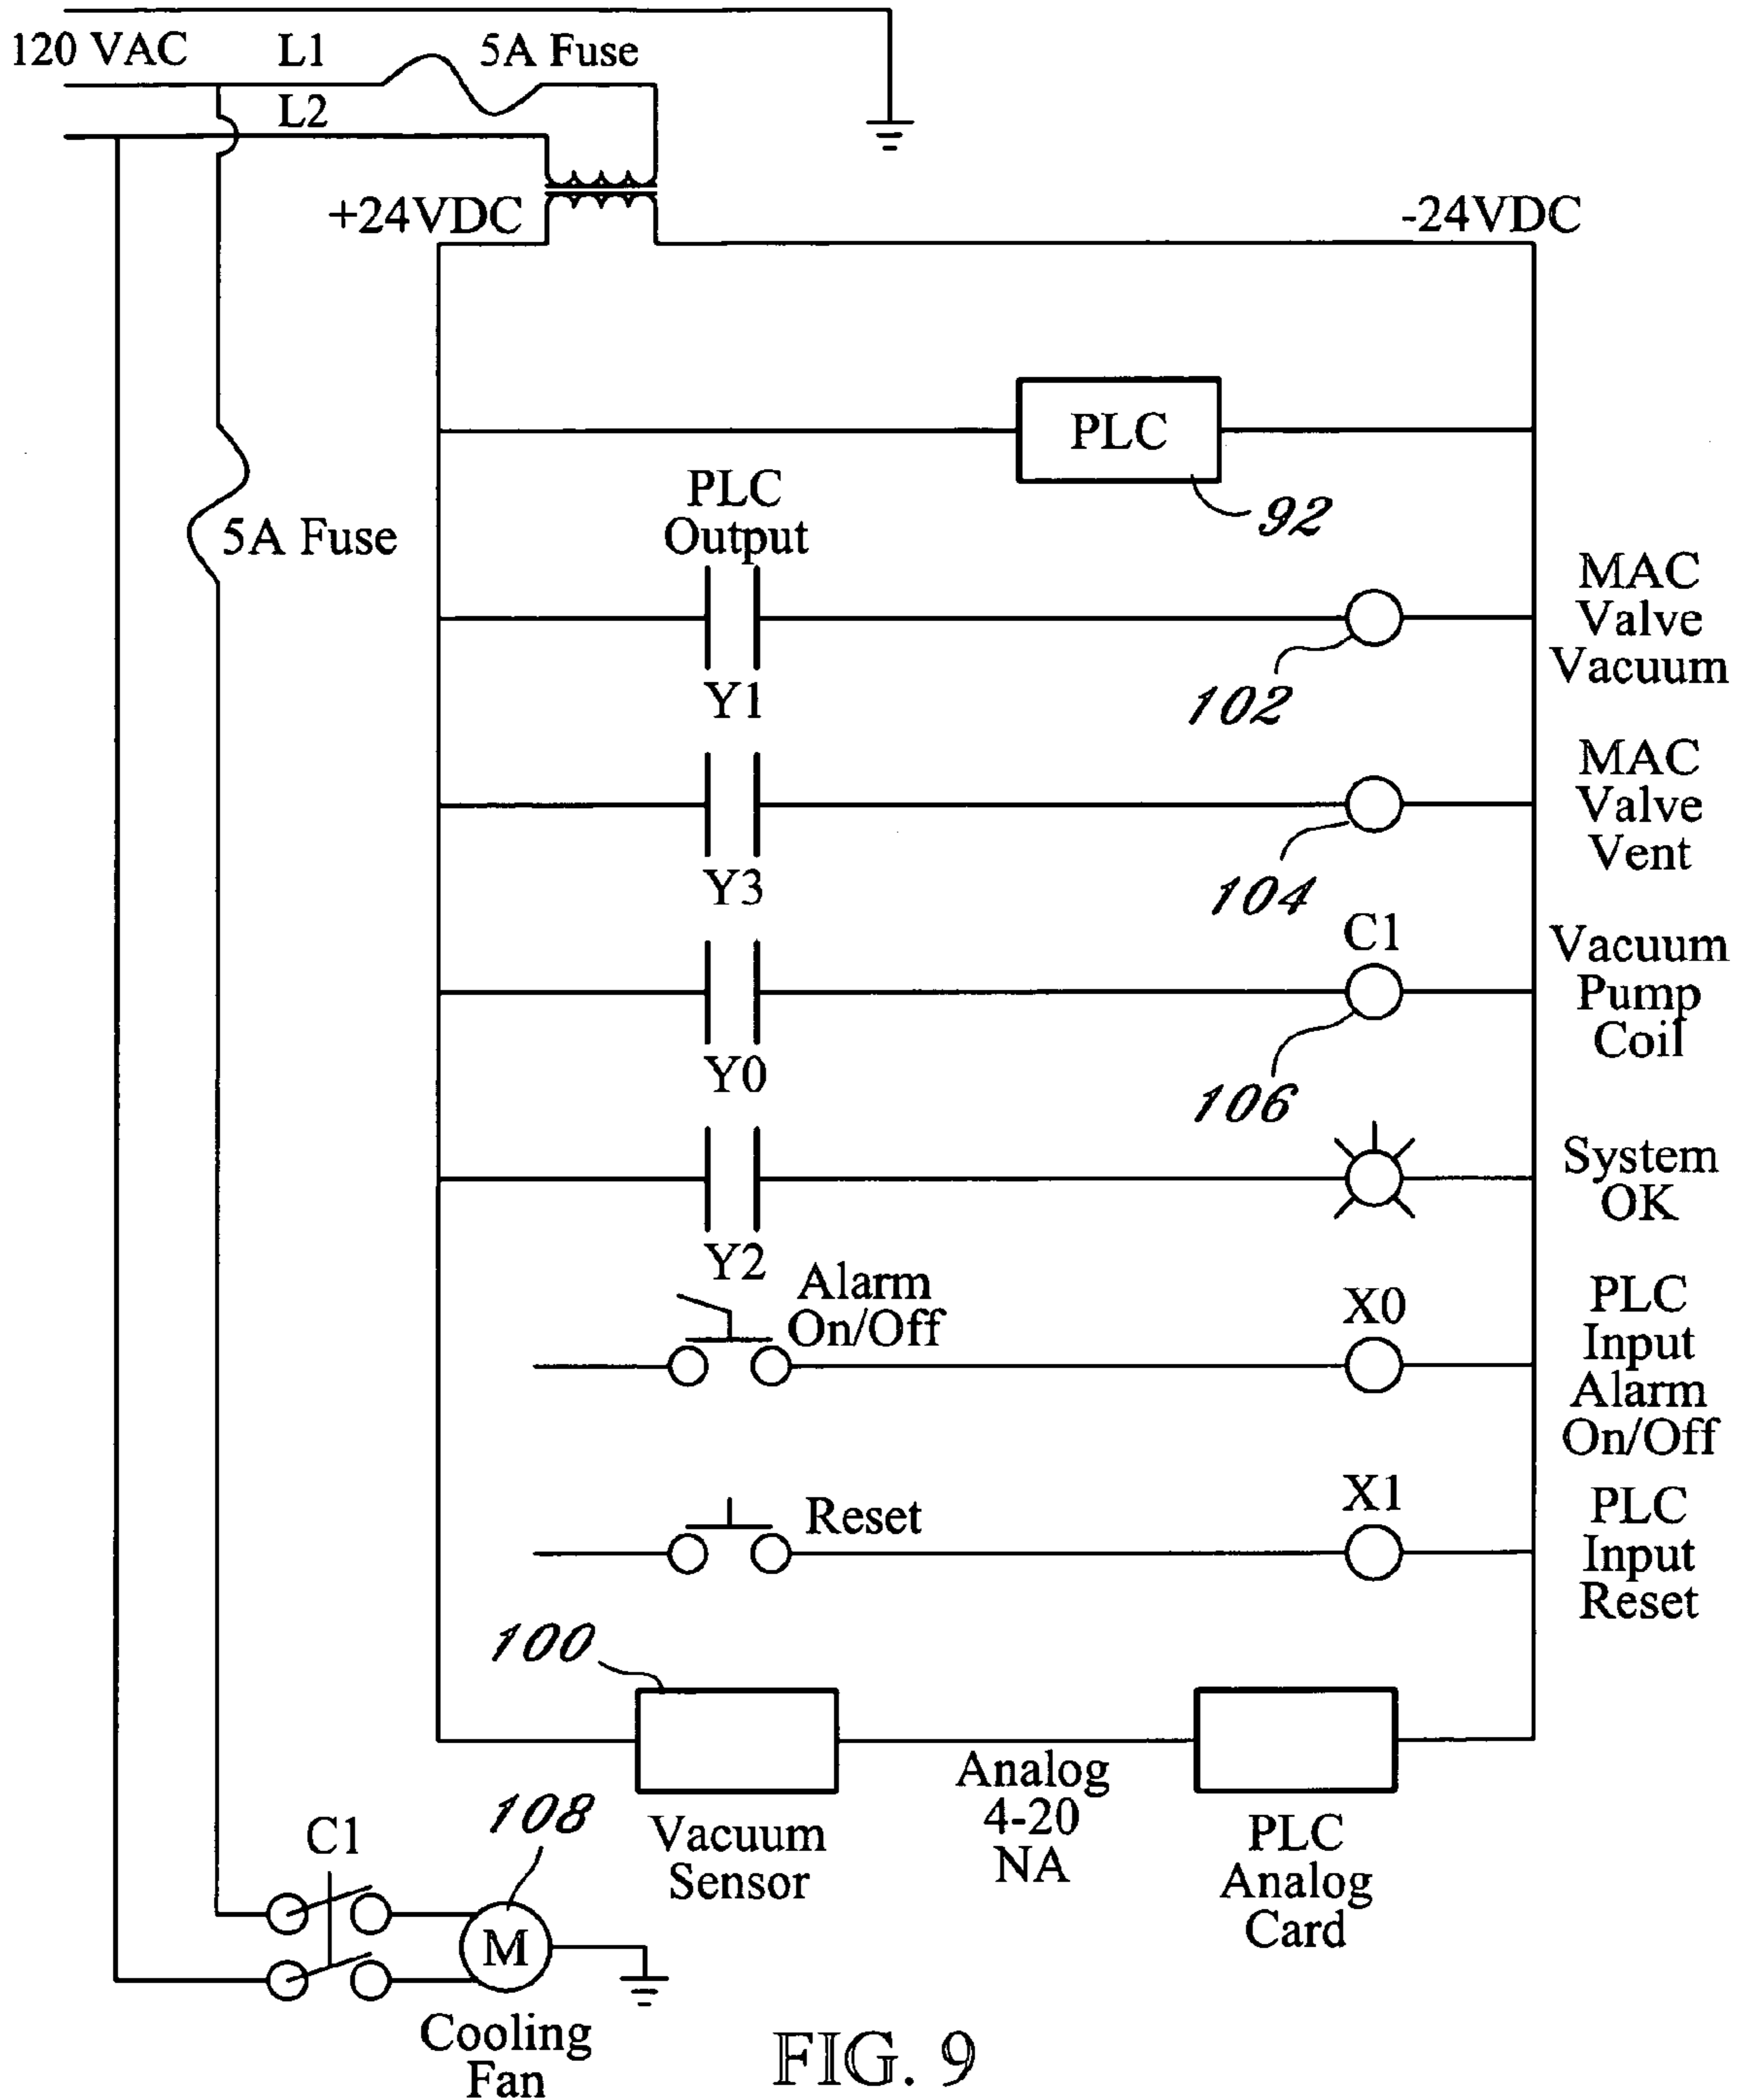 120 VAC
L1
5A Fuse
L2
+24VDC
-24VDC
PLC
92
5A Fuse
PLC
Output
Y1
102
MAC
Valve
Vacuum
Y3
104
MAC
Valve
Vent
Y0
C1
106
Vacuum
Pump
Coil
Y2
System
OK
Alarm
On/Off
X0
PLC
Input
Alarm
On/Off
Reset
X1
PLC
Input
Reset
100
Vacuum
Sensor
Analog
4-20
NA
PLC
Analog
Card
C1
108
M
Cooling
Fan
FIG. 9